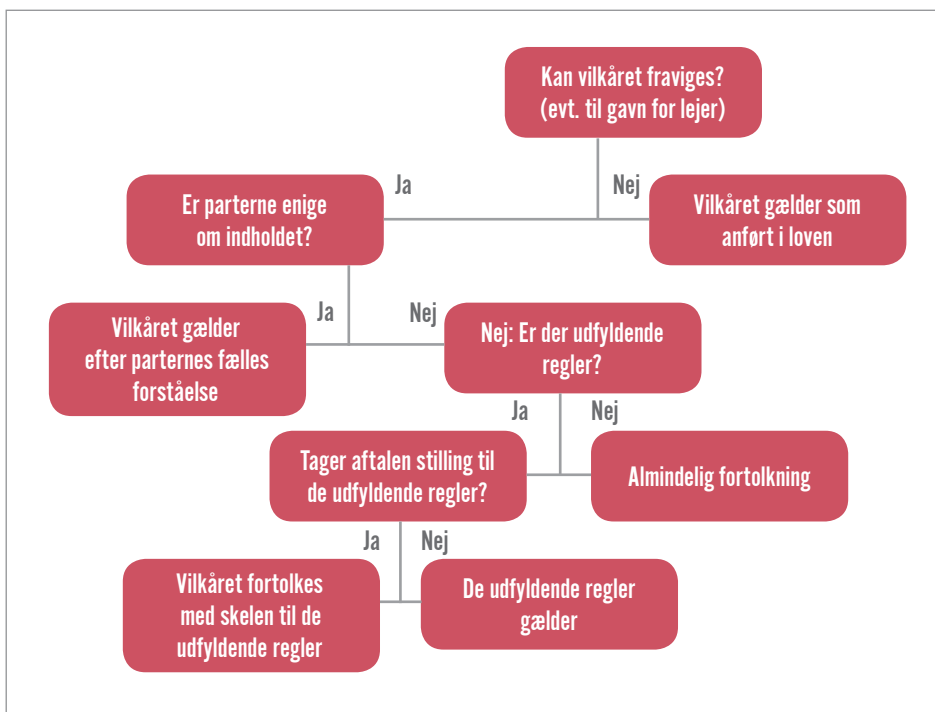 Kan vilkåret fraviges?
(evt. til gavn for lejer)
Ja
Nej
Er parterne enige
om indholdet?
Vilkåret gælder som
anført i loven
Ja
Nej
Vilkåret gælder
efter parternes fælles
forståelse
Nej: Er der udfyldende
regler?
Ja
Nej
Tager aftalen stilling til
de udfyldende regler?
Almindelig fortolkning
Ja
Nej
Vilkåret fortolkes
med skelen til de
udfyldende regler
De udfyldende regler
gælder